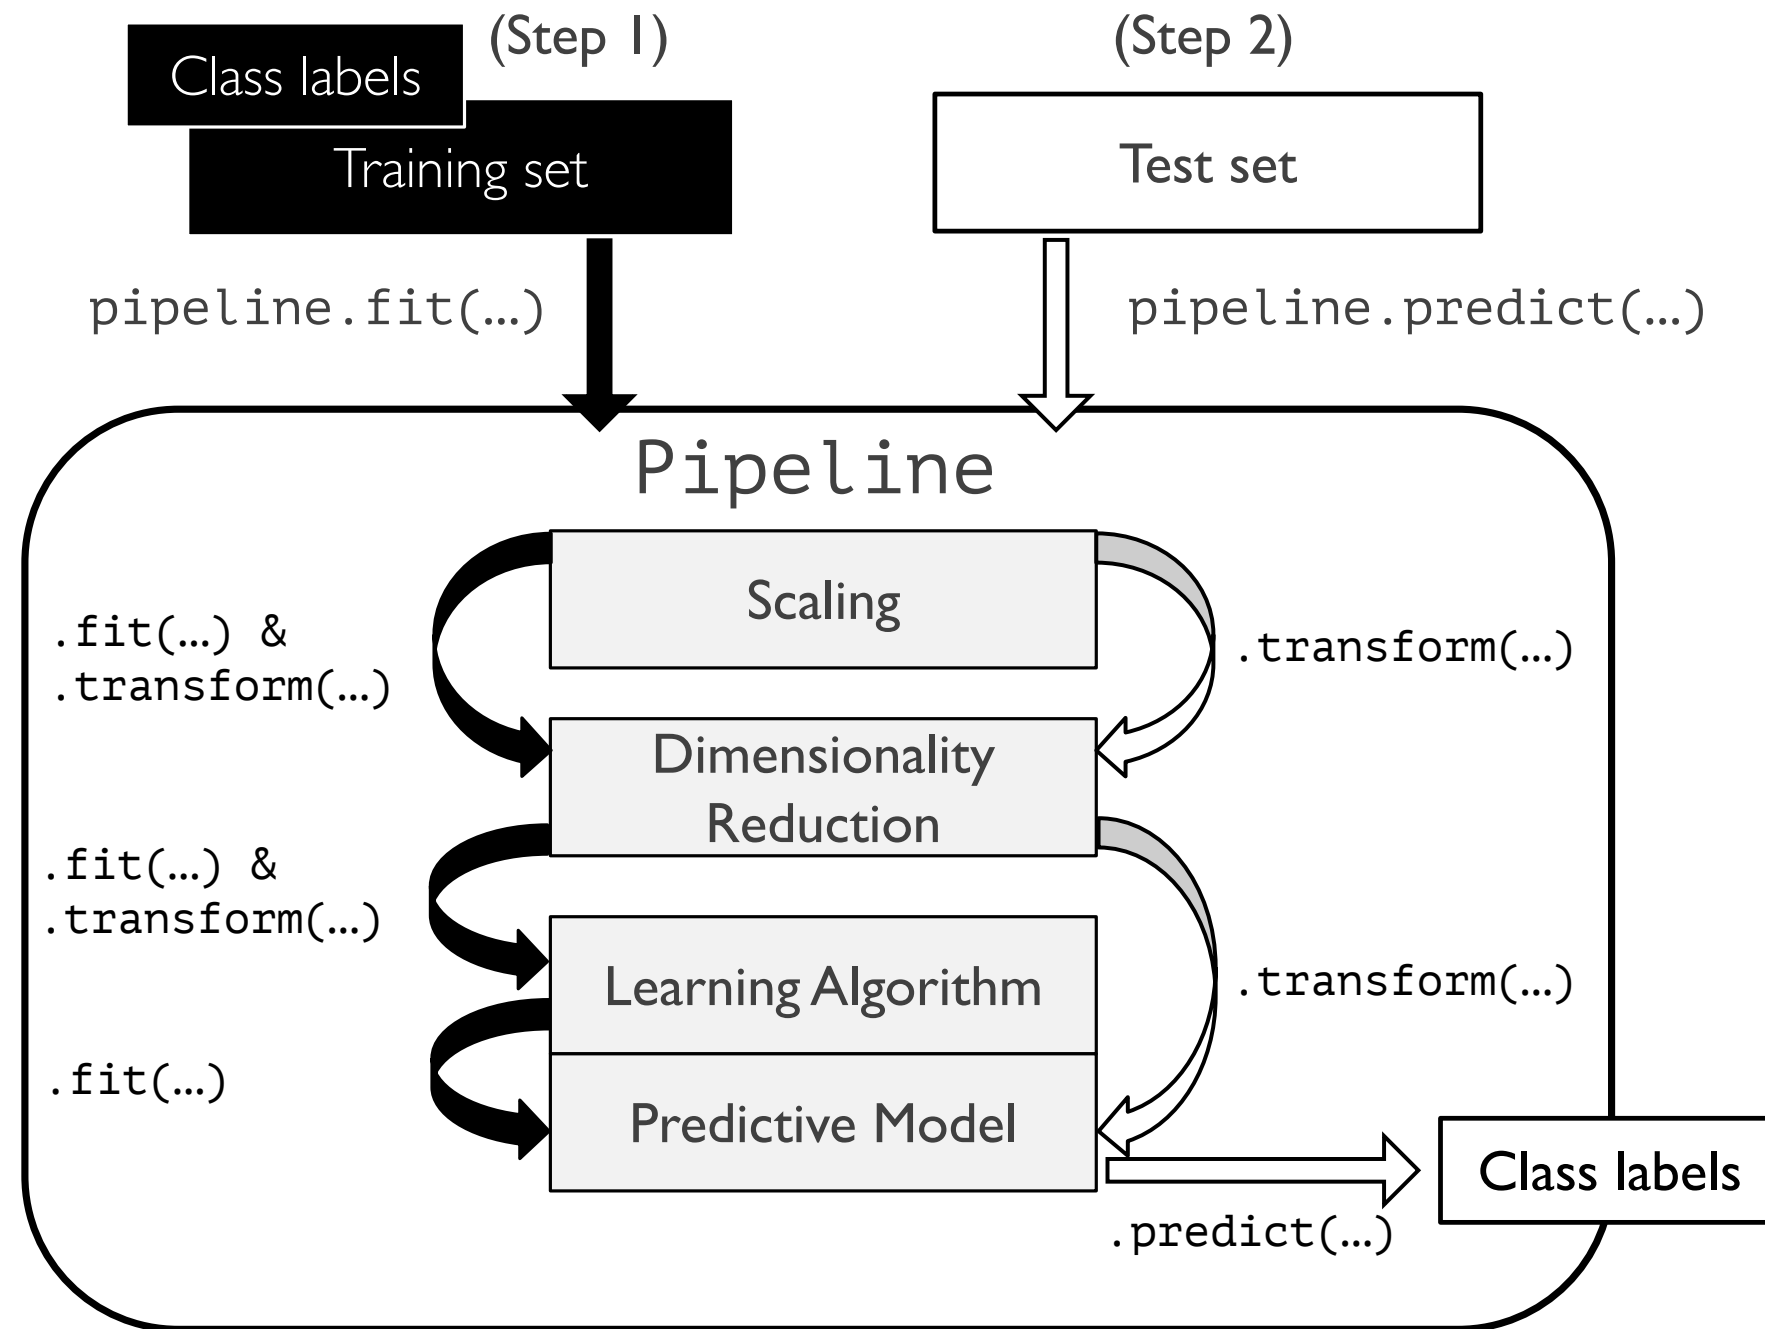 (Step 1)
(Step 2)
Class labels
Training set
Test set
pipeline.fit(…)
pipeline.predict(…)
Pipeline
Scaling
.fit(…) &
.transform(…)
.transform(…)
Dimensionality
Reduction
.fit(…) &
.transform(…)
Learning Algorithm
.transform(…)
.fit(…)
Predictive Model
Class labels
.predict(…)